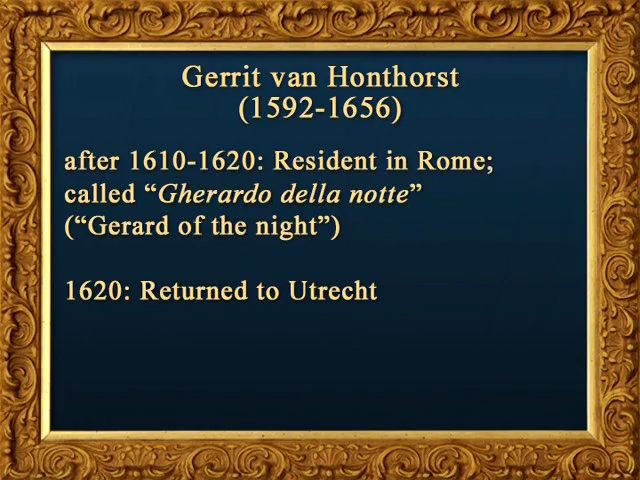 Gerrit van Honthorst
(1592-1656)
after 1610-1620: Resident in Rome;
called “Gherardo della notte”
(“Gerard of the night”)
1620: Returned to Utrecht